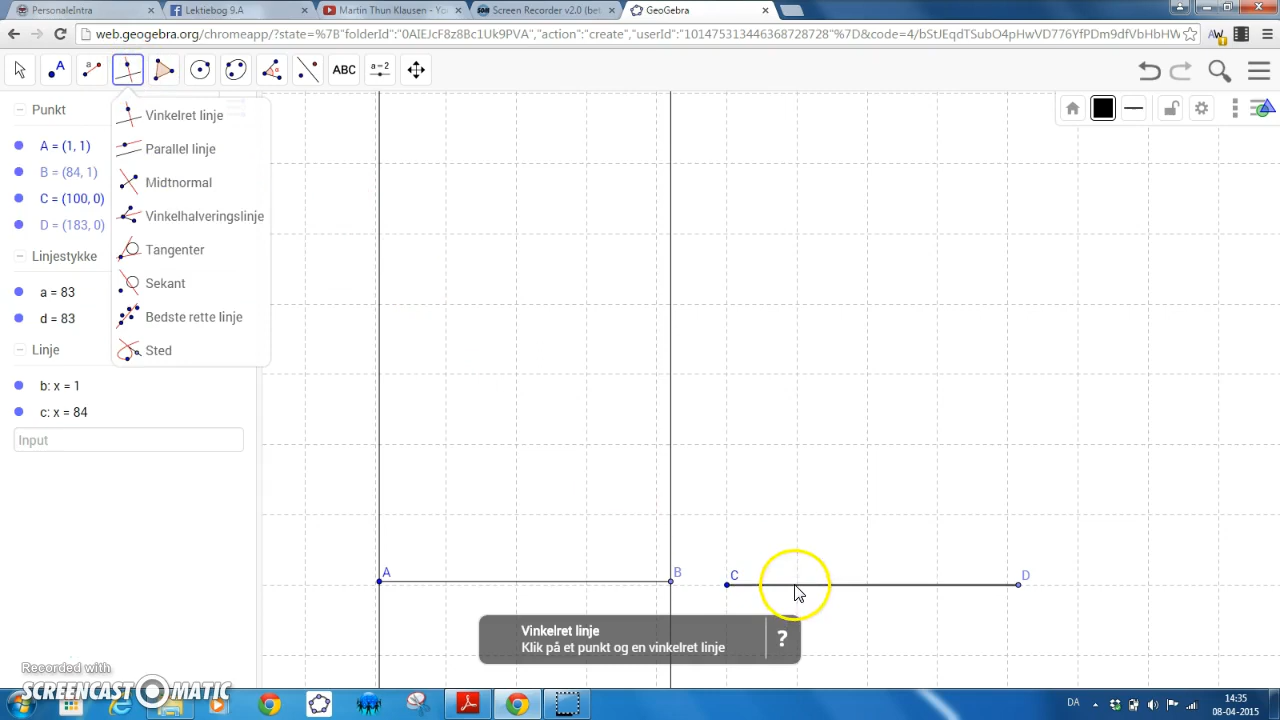 PersonaleIntra
Lektiebog 9.A
Martin Thun Klausen - Yo
Screen Recorder v2.0 (be
GeoGebra
web.geogebra.org/chromeapp/?state=%7B"folderId":"0AIEJcF8z8Bc1Uk9PVA","action":"create","userId":"101475313446368728728"%7D&code=4/bStJEqdTSubO4pHwVD776YfPDm9dfVbHbHW
ABC
a=2
Punkt
A = (1, 1)
B = (84, 1)
C = (100, 0)
D = (183, 0)
Linjestykke
a = 83
d = 83
Linje
b: x = 1
c: x = 84
Input
Vinkelret linje
Parallel linje
Midtnormal
Vinkelhalveringslinje
Tangenter
Sekant
Bedste rette linje
Sted
A
B
C
D
Vinkelret linje
Klik på et punkt og en vinkelret linje
?
Recorded with
SCREENCAST MATIC
DA
14:35
08-04-2015